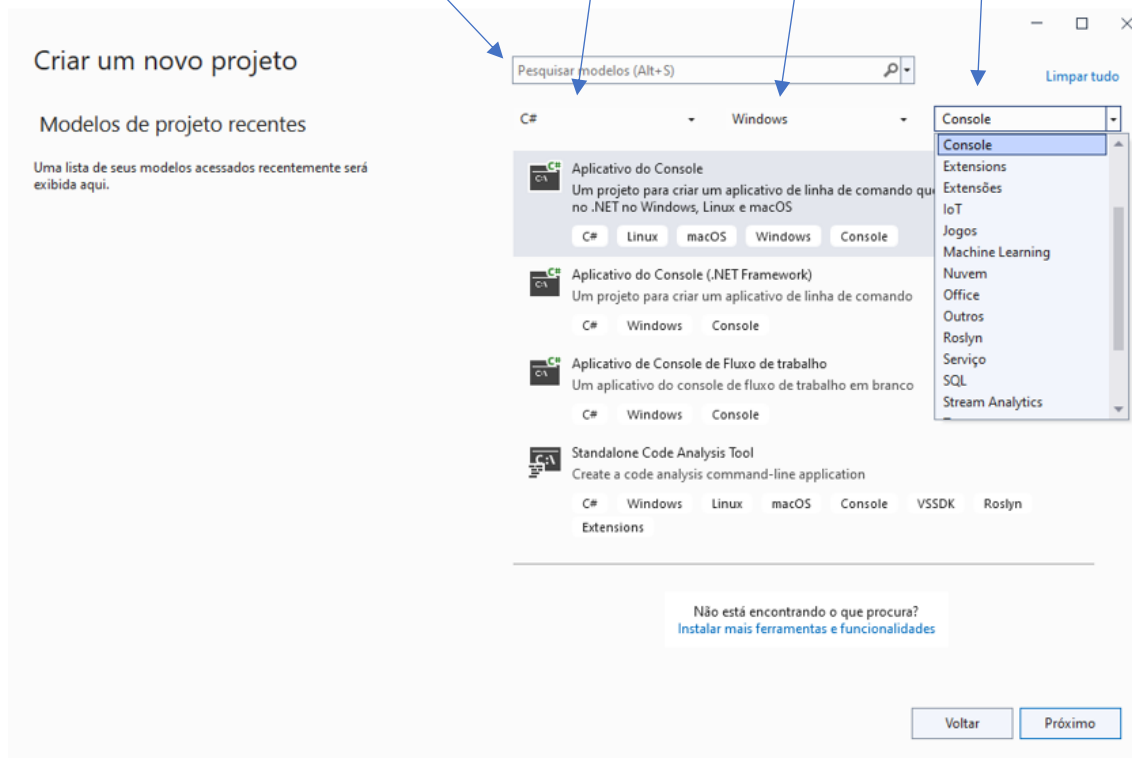 Criar um novo projeto
Modelos de projeto recentes
Uma lista de seus modelos acessados recentemente será
exibida aqui.
Pesquisar modelos (Alt+S)
Limpar tudo
C#
Windows
Console
Console
Extensions
Extensões
IoT
Jogos
Machine Learning
Nuvem
Office
Outros
Roslyn
Serviço
SQL
Stream Analytics
Aplicativo do Console
Um projeto para criar um aplicativo de linha de comando que
no .NET no Windows, Linux e macOS
C# Linux macOS Windows Console
Aplicativo do Console (.NET Framework)
Um projeto para criar um aplicativo de linha de comando
C# Windows Console
Aplicativo de Console de Fluxo de trabalho
Um aplicativo do console de fluxo de trabalho em branco
C# Windows Console
Standalone Code Analysis Tool
Create a code analysis command-line application
C# Windows Linux macOS Console VSSDK Roslyn
Extensions
Não está encontrando o que procura?
Instalar mais ferramentas e funcionalidades
Voltar
Próximo